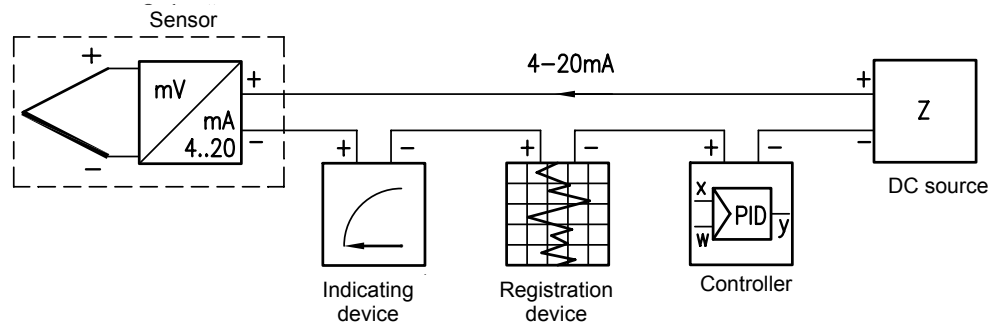 Sensor
+
mV
mA
4..20
−
+
−
4−20mA
+
−
Z
DC source
+
−
Indicating
device
+
−
Registration
device
+
−
x
w
PID
y
Controller